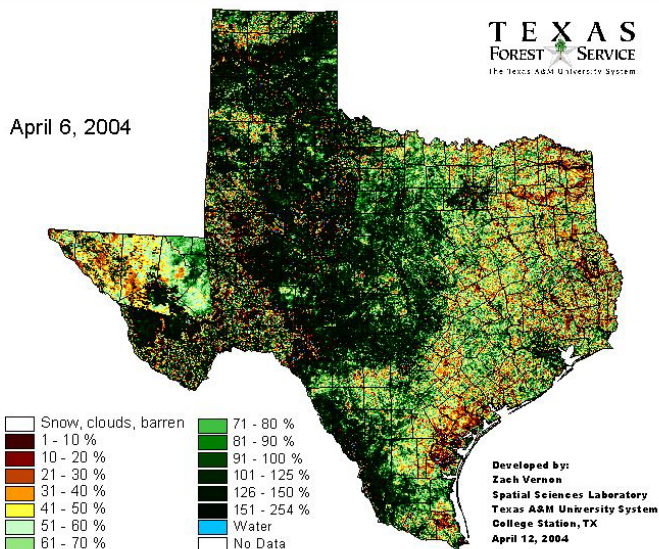 TEXAS
FOREST SERVICE
The Texas A&M University System
April 6, 2004
Snow, clouds, barren
1 - 10 %
10 - 20 %
21 - 30 %
31 - 40 %
41 - 50 %
51 - 60 %
61 - 70 %
71 - 80 %
81 - 90 %
91 - 100 %
101 - 125 %
126 - 150 %
151 - 254 %
Water
No Data
Developed by:
Zach Vernon
Spatial Sciences Laboratory
Texas A&M University System
College Station, TX
April 12, 2004